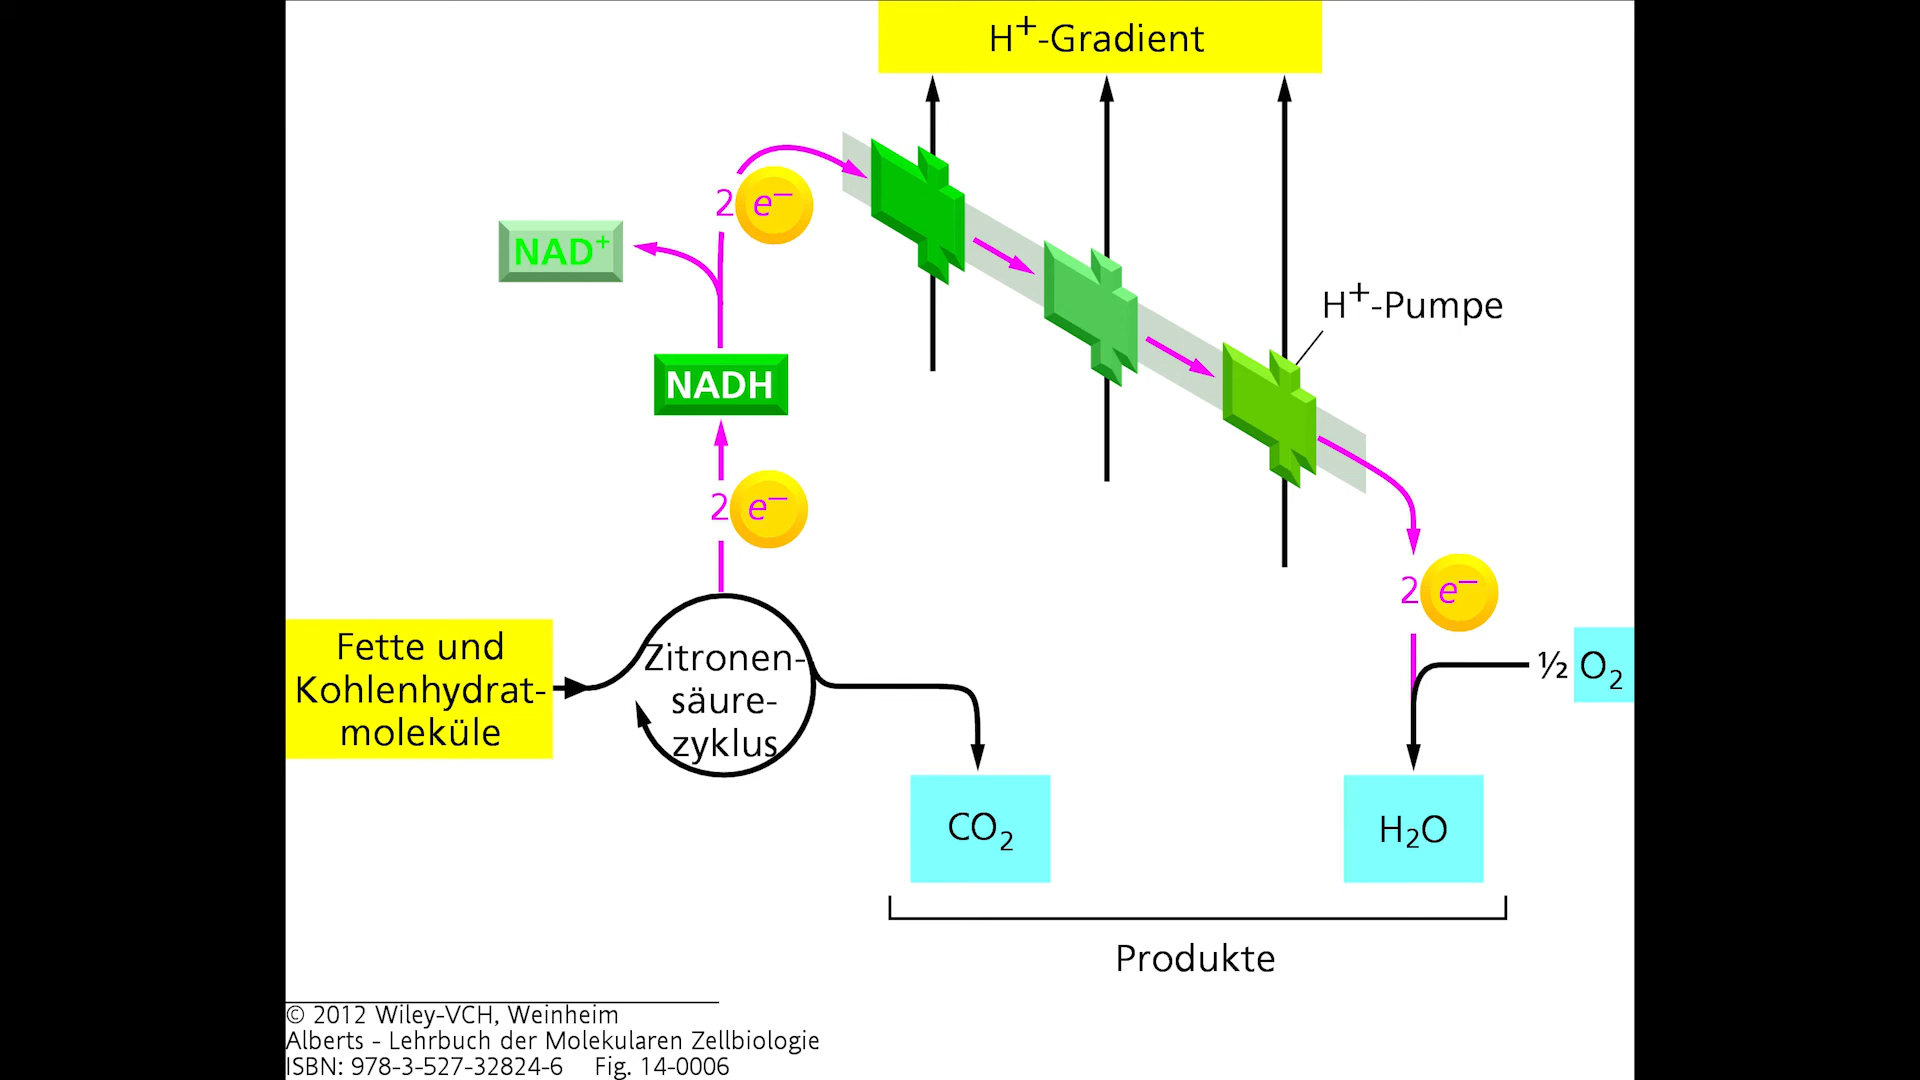 H⁺-Gradient
2 e⁻
NAD⁺
H⁺-Pumpe
NADH
2 e⁻
2 e⁻
Fette und
Kohlenhydrat-
moleküle
Zitronen-
säure-
zyklus
½ O₂
CO₂
H₂O
Produkte
© 2012 Wiley-VCH, Weinheim
Alberts - Lehrbuch der Molekularen Zellbiologie
ISBN: 978-3-527-32824-6 Fig. 14-0006